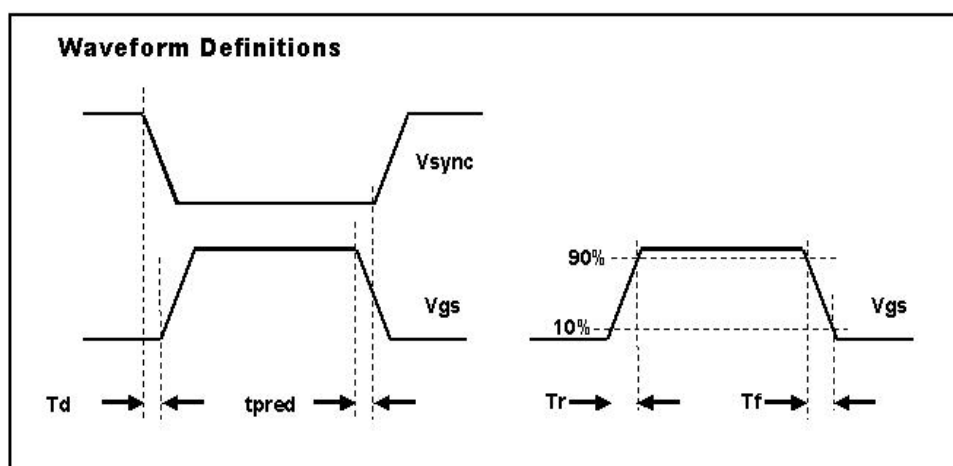 Waveform Definitions
Vsync
Vgs
Td
tpred
90%
10%
Vgs
Tr
Tf